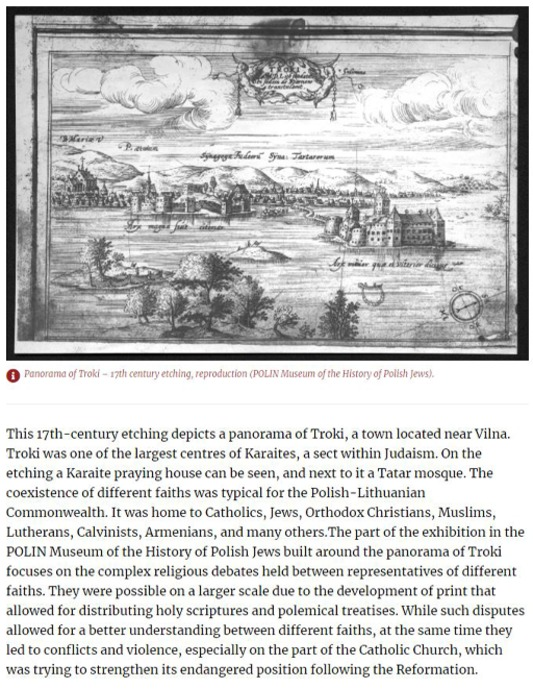 TROKI
B. Mariæ V
Synagoga Judeorũ Syna: Tartarorum
Arx
Arx
Panorama of Troki – 17th century etching, reproduction (POLIN Museum of the History of Polish Jews).
This 17th-century etching depicts a panorama of Troki, a town located near Vilna.
Troki was one of the largest centres of Karaites, a sect within Judaism. On the
etching a Karaite praying house can be seen, and next to it a Tatar mosque. The
coexistence of different faiths was typical for the Polish-Lithuanian
Commonwealth. It was home to Catholics, Jews, Orthodox Christians, Muslims,
Lutherans, Calvinists, Armenians, and many others.The part of the exhibition in the
POLIN Museum of the History of Polish Jews built around the panorama of Troki
focuses on the complex religious debates held between representatives of different
faiths. They were possible on a larger scale due to the development of print that
allowed for distributing holy scriptures and polemical treatises. While such disputes
allowed for a better understanding between different faiths, at the same time they
led to conflicts and violence, especially on the part of the Catholic Church, which
was trying to strengthen its endangered position following the Reformation.